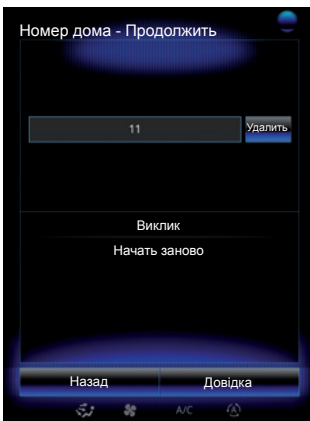 Номер дома - Продолжить
11 Удалить
Виклик
Начать заново
Назад Довідка
A/C A